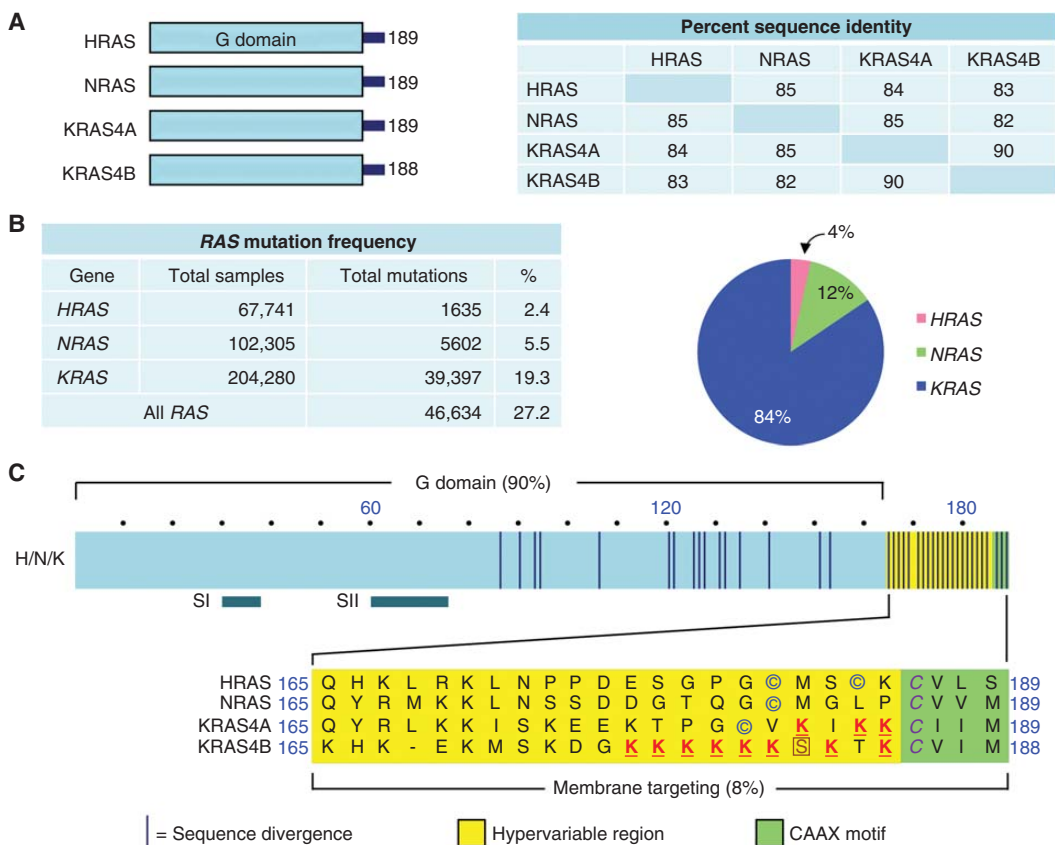 A
HRAS G domain 189
NRAS 189
KRAS4A 189
KRAS4B 188
Percent sequence identity
HRAS NRAS KRAS4A KRAS4B
HRAS 85 84 83
NRAS 85 85 82
KRAS4A 84 85 90
KRAS4B 83 82 90
B
RAS mutation frequency
Gene Total samples Total mutations %
HRAS 67,741 1635 2.4
NRAS 102,305 5602 5.5
KRAS 204,280 39,397 19.3
All RAS 46,634 27.2
4%
12%
84%
HRAS
NRAS
KRAS
C
G domain (90%)
60 120 180
H/N/K
SI SII
HRAS 165 Q H K L R K L N P P D E S G P G © M S © K C V L S 189
NRAS 165 Q Y R M K K L N S S D D G T Q G © M G L P C V V M 189
KRAS4A 165 Q Y R L K K I S K E E K T P G © V K I K K C I I M 189
KRAS4B 165 K H K - E K M S K D G K K K K K K S K T K C V I M 188
Membrane targeting (8%)
= Sequence divergence Hypervariable region CAAX motif